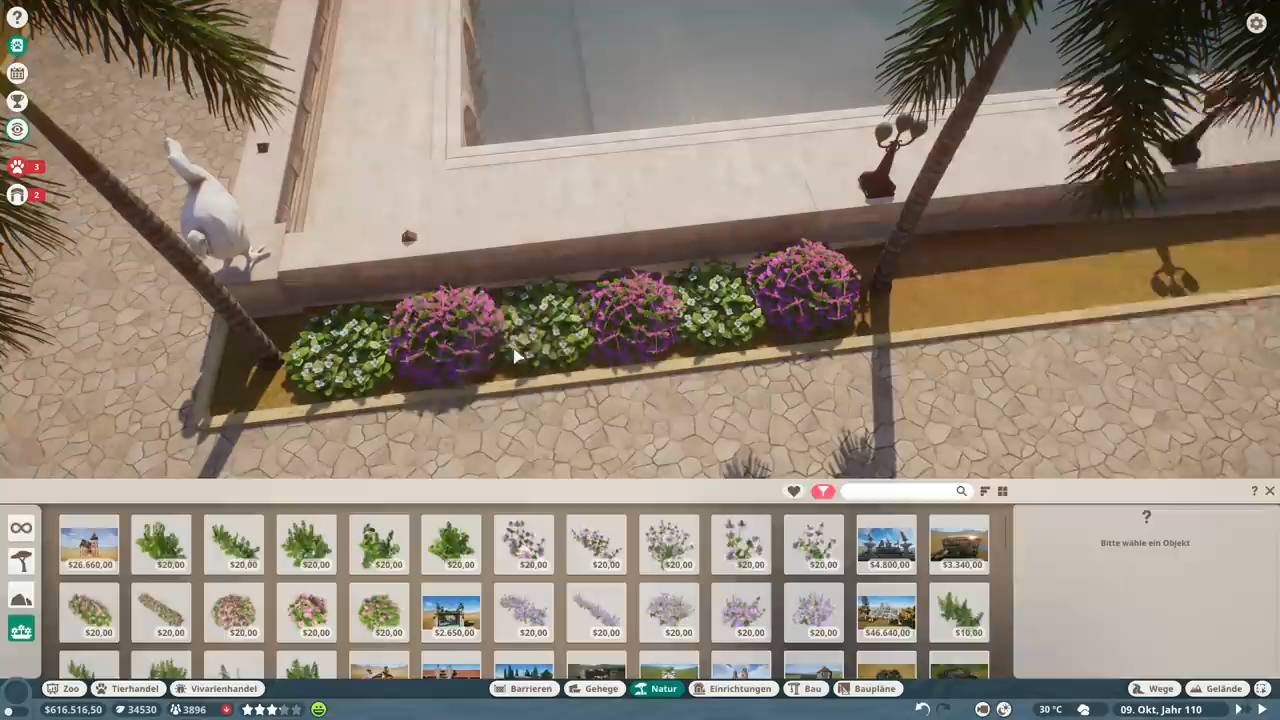 ?
3
2
? 
$26.660,00 $20,00 $20,00 $20,00 $20,00 $20,00 $20,00 $20,00 $20,00 $20,00 $20,00 $4.800,00 $3.340,00
?
Bitte wähle ein Objekt
$20,00 $20,00 $20,00 $20,00 $20,00 $2.650,00 $20,00 $20,00 $20,00 $20,00 $20,00 $46.640,00 $10,00
Zoo Tierhandel Vivarienhandel Barrieren Gehege Natur Einrichtungen Bau Baupläne Wege Gelände
$616.516,50 34530 3896 30 °C 09. Okt, Jahr 110